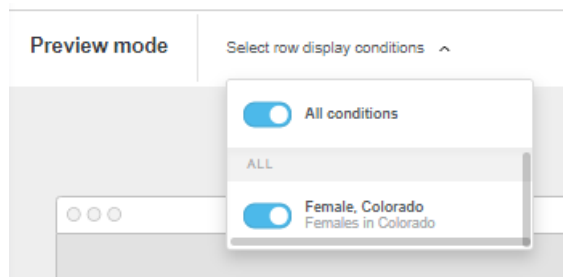 Preview mode
Select row display conditions
All conditions
ALL
Female, Colorado
Females in Colorado